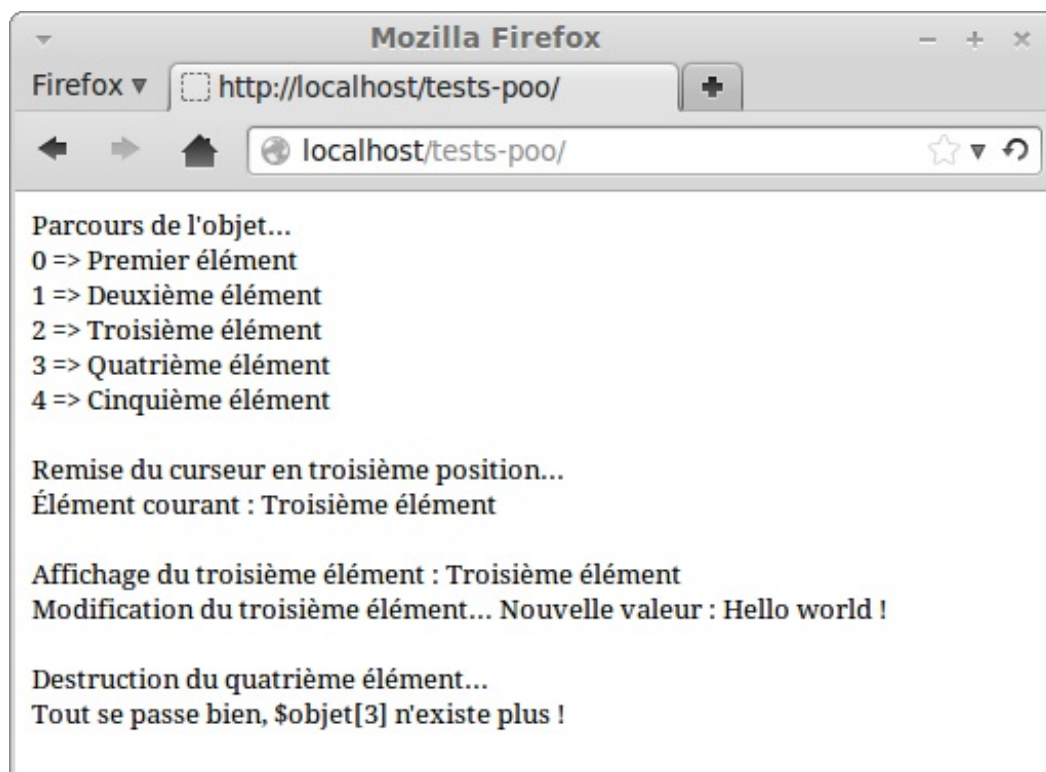 Mozilla Firefox
Firefox
http://localhost/tests-poo/
localhost/tests-poo/
Parcours de l'objet...
0 => Premier élément
1 => Deuxième élément
2 => Troisième élément
3 => Quatrième élément
4 => Cinquième élément
Remise du curseur en troisième position...
Élément courant : Troisième élément
Affichage du troisième élément : Troisième élément
Modification du troisième élément... Nouvelle valeur : Hello world !
Destruction du quatrième élément...
Tout se passe bien, $objet[3] n'existe plus !